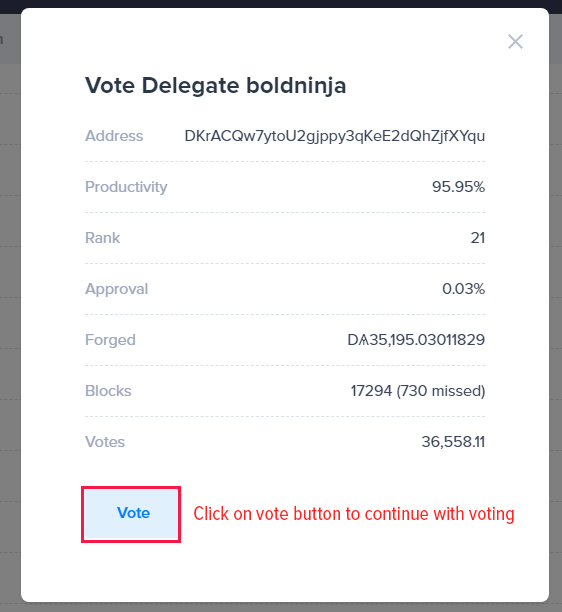 Vote Delegate boldninja
Address DKrACQw7ytoU2gjppy3qKeE2dQhZjfXYqu
Productivity 95.95%
Rank 21
Approval 0.03%
Forged DѦ35,195.03011829
Blocks 17294 (730 missed)
Votes 36,558.11
Vote Click on vote button to continue with voting